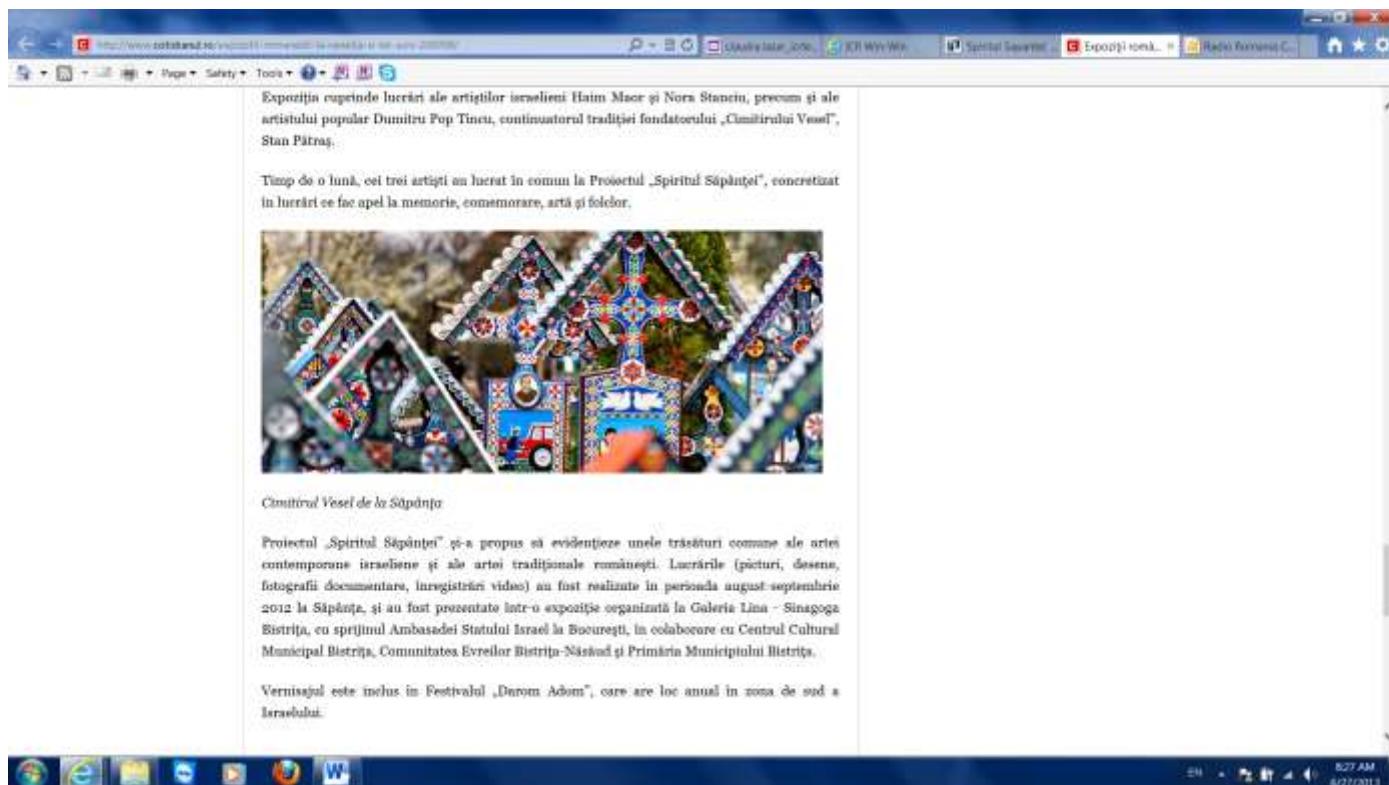 Page Safety Tools
Expoziția cuprinde lucrări ale artiștilor israelieni Haim Maor și Nora Stanciu, precum și ale
artistului popular Dumitru Pop Tincu, continuatorul tradiției fondatorului „Cimitirului Vesel”,
Stan Pătraș.
Timp de o lună, cei trei artiști au lucrat în comun la Proiectul „Spiritul Săpânței”, concretizat
în lucrări ce fac apel la memorie, comemorare, artă și folclor.
Cimitirul Vesel de la Săpânța
Proiectul „Spiritul Săpânței” și-a propus să evidențieze unele trăsături comune ale artei
contemporane israeliene și ale artei tradiționale românești. Lucrările (picturi, desene,
fotografii documentare, înregistrări video) au fost realizate în perioada august-septembrie
2012 la Săpânța, și au fost prezentate într-o expoziție organizată la Galeria Lina - Sinagoga
Bistrița, cu sprijinul Ambasadei Statului Israel la București, în colaborare cu Centrul Cultural
Municipal Bistrița, Comunitatea Evreilor Bistrița-Năsăud și Primăria Municipiului Bistrița.
Vernisajul este inclus în Festivalul „Darom Adom”, care are loc anual în zona de sud a
Israelului.
EN
8:27 AM
4/27/2013